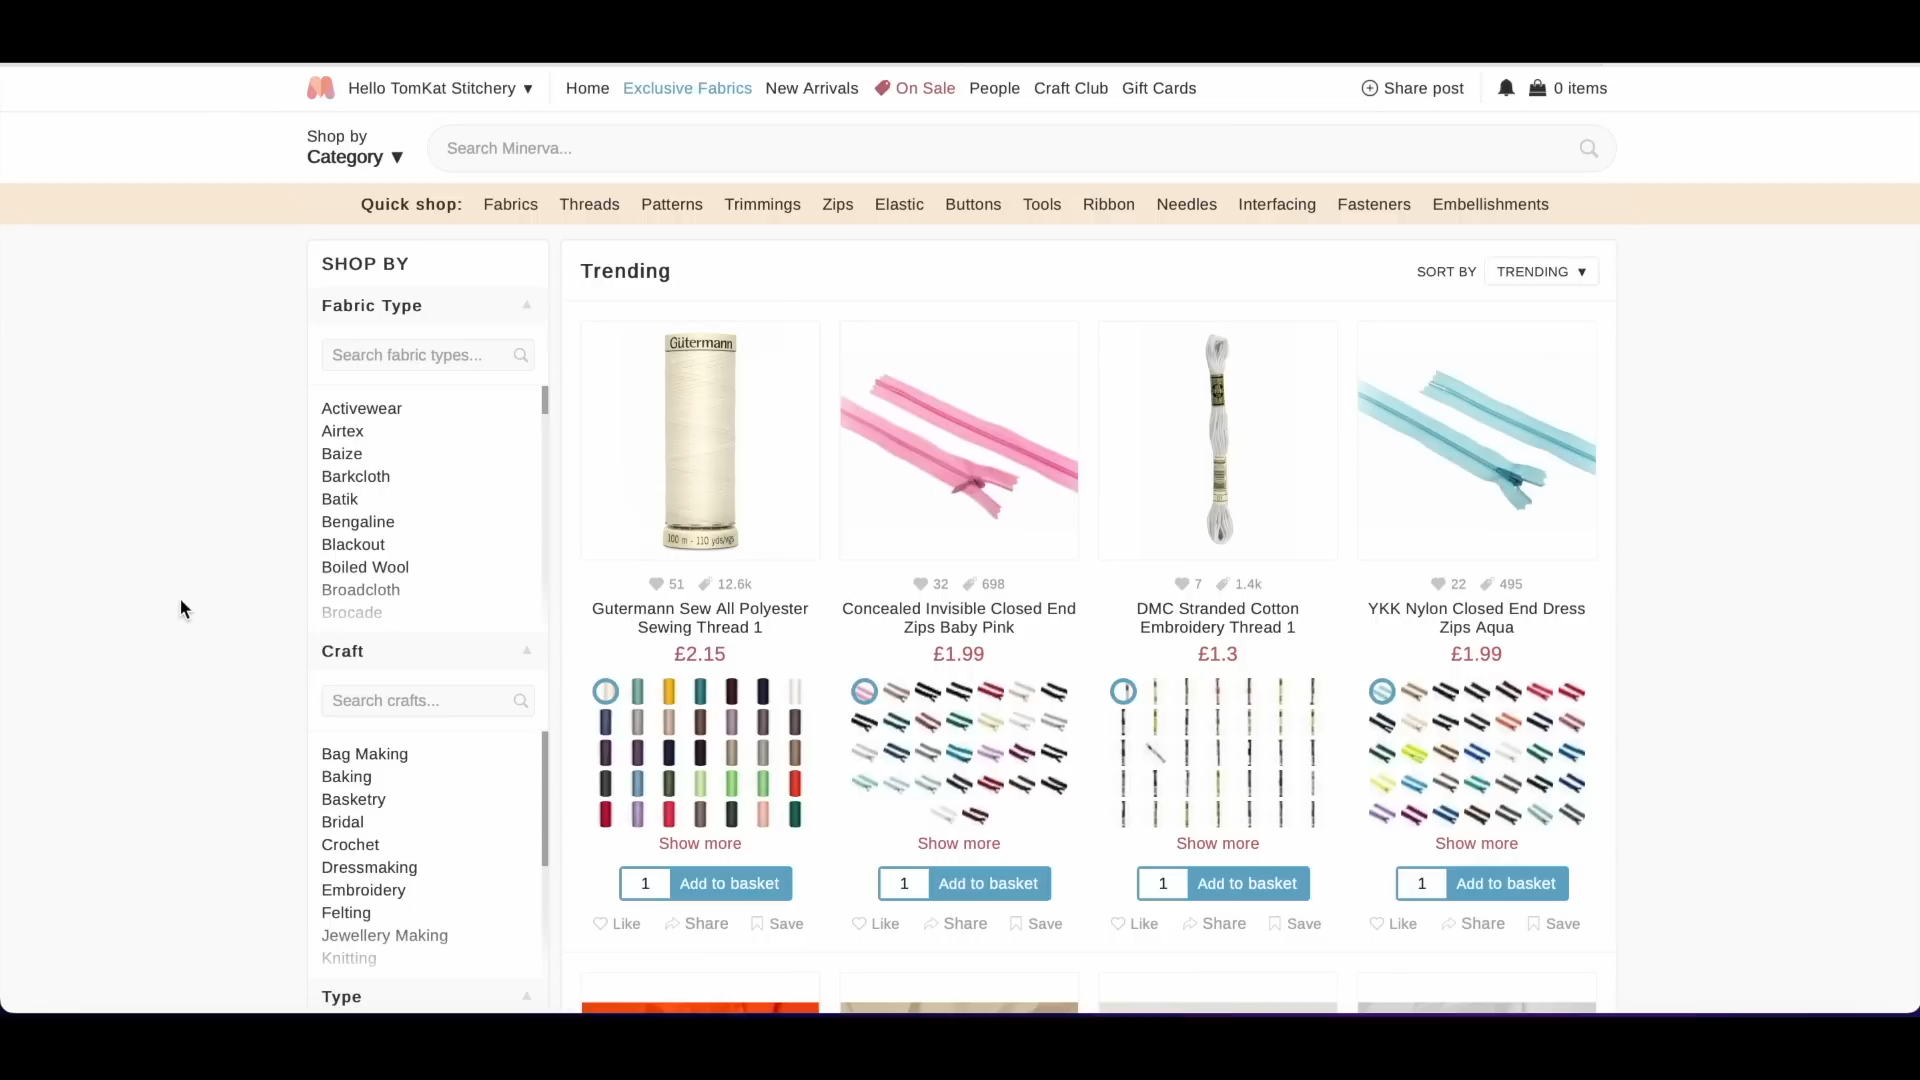 Hello TomKat Stitchery ▼ Home Exclusive Fabrics New Arrivals On Sale People Craft Club Gift Cards Share post 0 items
Shop by
Category ▼
Search Minerva...
Quick shop: Fabrics Threads Patterns Trimmings Zips Elastic Buttons Tools Ribbon Needles Interfacing Fasteners Embellishments
SHOP BY
Fabric Type
Search fabric types...
Activewear
Airtex
Baize
Barkcloth
Batik
Bengaline
Blackout
Boiled Wool
Broadcloth
Brocade
Craft
Search crafts...
Bag Making
Baking
Basketry
Bridal
Crochet
Dressmaking
Embroidery
Felting
Jewellery Making
Knitting
Type
Trending
SORT BY TRENDING ▼
Gütermann
100 m - 110 yds/vgs
51 12.6k
Gutermann Sew All Polyester
Sewing Thread 1
£2.15
Show more
1 Add to basket
Like Share Save
32 698
Concealed Invisible Closed End
Zips Baby Pink
£1.99
Show more
1 Add to basket
Like Share Save
7 1.4k
DMC Stranded Cotton
Embroidery Thread 1
£1.3
Show more
1 Add to basket
Like Share Save
22 495
YKK Nylon Closed End Dress
Zips Aqua
£1.99
Show more
1 Add to basket
Like Share Save